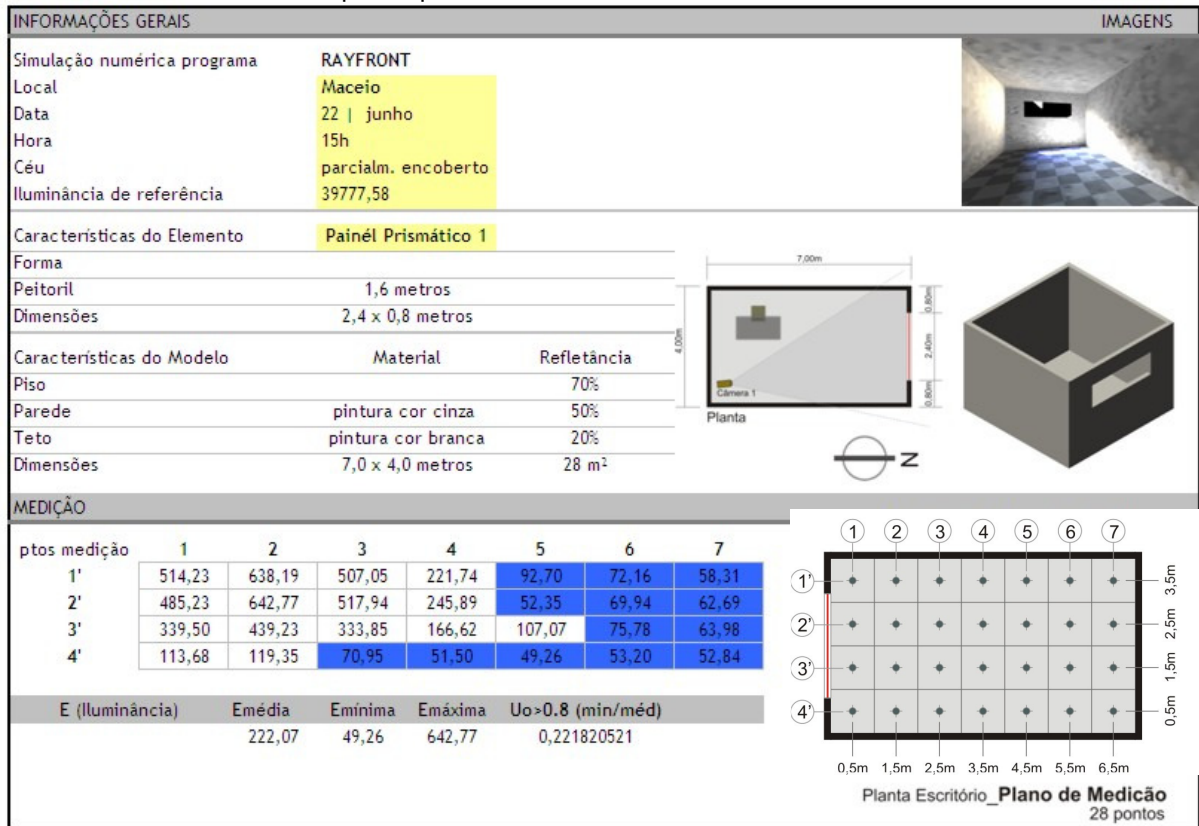 INFORMAÇÕES GERAIS IMAGENS
Simulação numérica programa RAYFRONT
Local Maceio
Data 22 | junho
Hora 15h
Céu parcialm. encoberto
Iluminância de referência 39777,58
Características do Elemento Painél Prismático 1
Forma
Peitoril 1,6 metros
Dimensões 2,4 x 0,8 metros
Características do Modelo Material Refletância
Piso 70%
Parede pintura cor cinza 50%
Teto pintura cor branca 20%
Dimensões 7,0 x 4,0 metros 28 m²
7,00m
4,00m
0,80m
2,40m
0,80m
Câmera 1
Planta
N
MEDIÇÃO
ptos medição 1 2 3 4 5 6 7
1' 514,23 638,19 507,05 221,74 92,70 72,16 58,31
2' 485,23 642,77 517,94 245,89 52,35 69,94 62,69
3' 339,50 439,23 333,85 166,62 107,07 75,78 63,98
4' 113,68 119,35 70,95 51,50 49,26 53,20 52,84
E (Iluminância) Emédia Emínima Emáxima Uo>0.8 (min/méd)
222,07 49,26 642,77 0,221820521
1 2 3 4 5 6 7
1' 3,5m
2' 2,5m
3' 1,5m
4' 0,5m
0,5m 1,5m 2,5m 3,5m 4,5m 5,5m 6,5m
Planta Escritório_Plano de Medicão
28 pontos